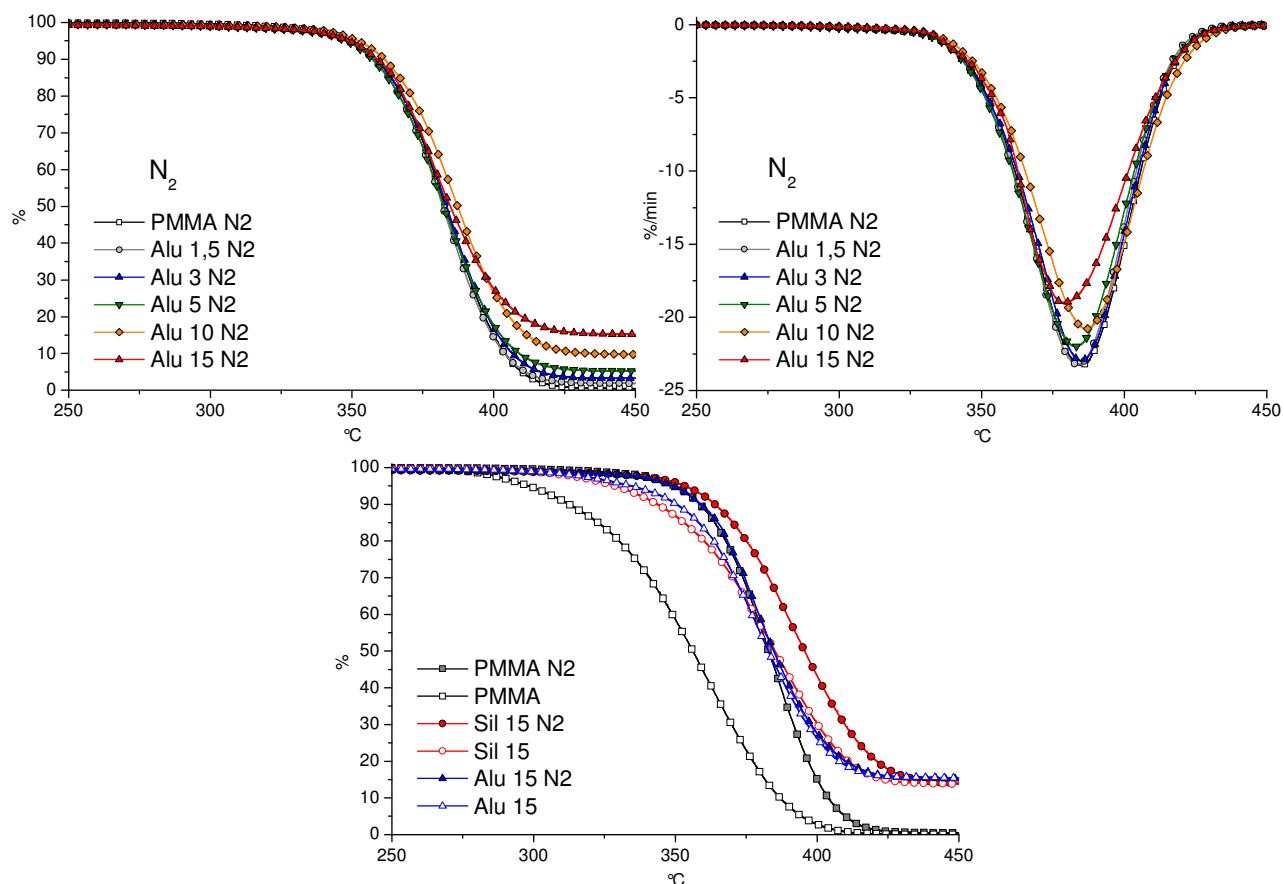 100
90
80
70
60
50
40
30
20
10
0
%
N2
PMMA N2
Alu 1,5 N2
Alu 3 N2
Alu 5 N2
Alu 10 N2
Alu 15 N2
250 300 350 400 450
ºC
0
-5
-10
-15
-20
-25
%/min
N2
PMMA N2
Alu 1,5 N2
Alu 3 N2
Alu 5 N2
Alu 10 N2
Alu 15 N2
250 300 350 400 450
ºC
100
90
80
70
60
50
40
30
20
10
0
%
PMMA N2
PMMA
Sil 15 N2
Sil 15
Alu 15 N2
Alu 15
250 300 350 400 450
ºC